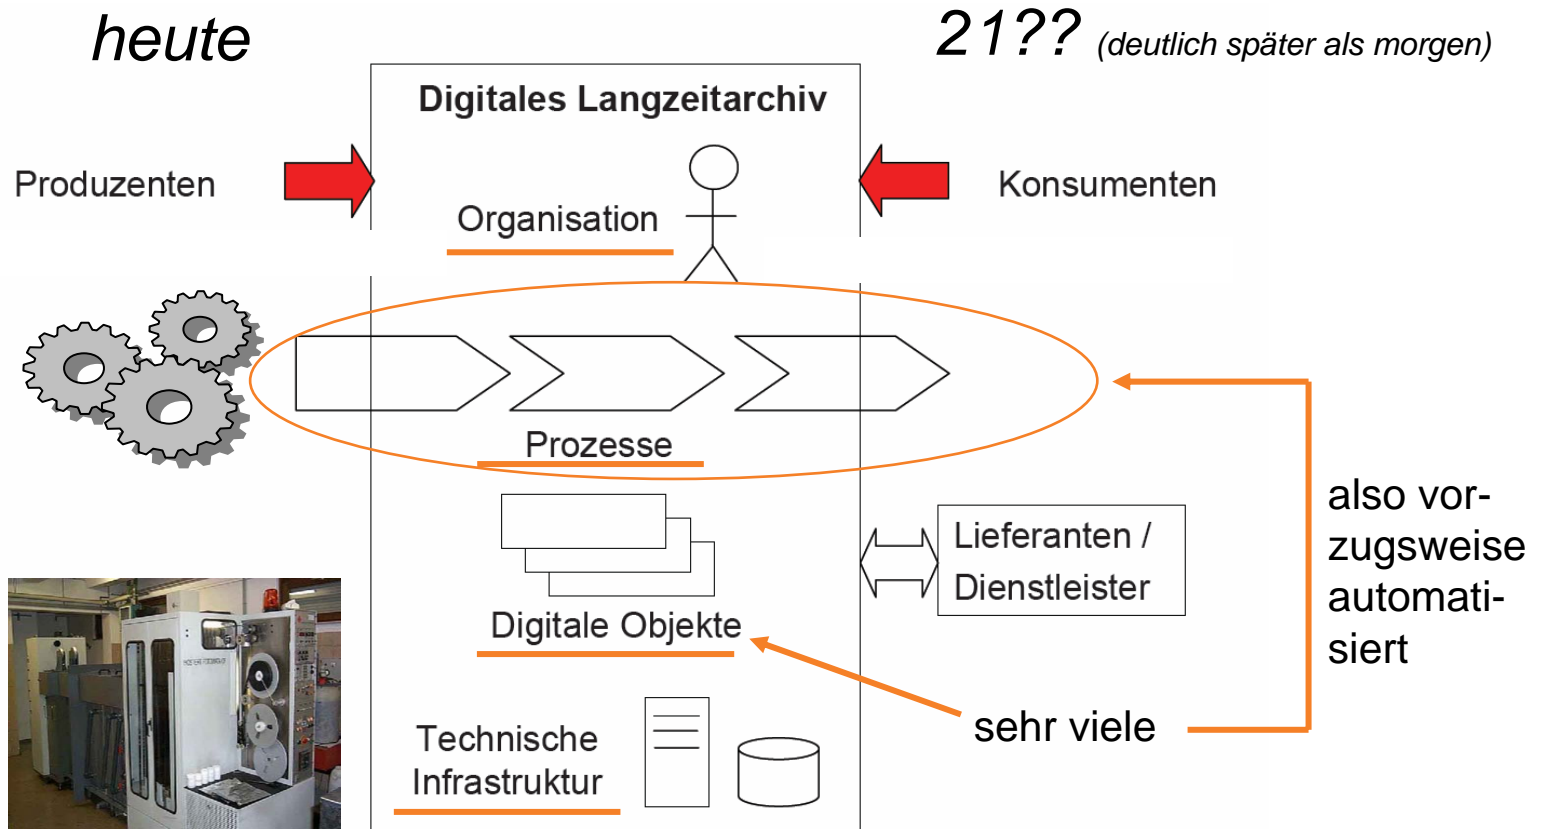 heute
21?? (deutlich später als morgen)
Digitales Langzeitarchiv
Produzenten
Konsumenten
Organisation
Prozesse
Lieferanten /
Dienstleister
Digitale Objekte
also vor-
zugsweise
automati-
siert
sehr viele
Technische
Infrastruktur